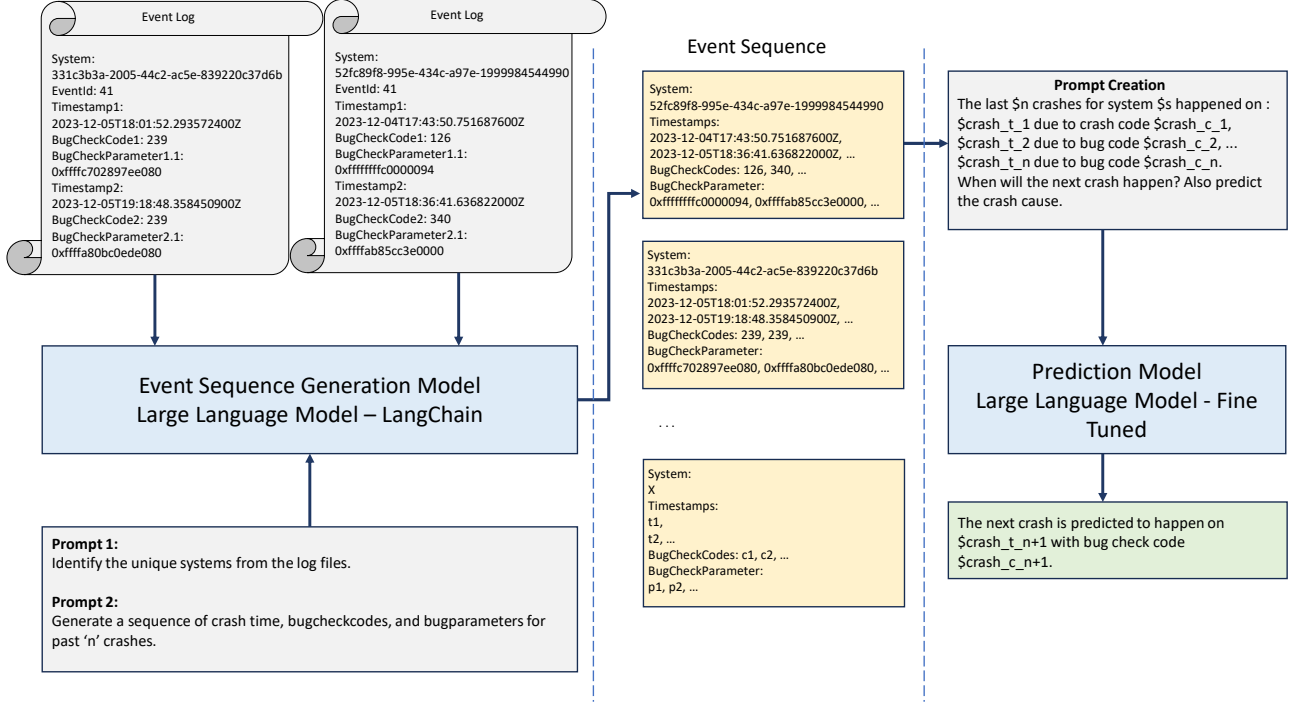 Event Log
System:
331c3b3a-2005-44c2-ac5e-839220c37d6b
EventId: 41
Timestamp1:
2023-12-05T18:01:52.293572400Z
BugCheckCode1: 239
BugCheckParameter1.1:
0xffffc702897ee080
Timestamp2:
2023-12-05T19:18:48.358450900Z
BugCheckCode2: 239
BugCheckParameter2.1:
0xffffa80bc0ede080
Event Log
System:
52fc89f8-995e-434c-a97e-1999984544990
EventId: 41
Timestamp1:
2023-12-04T17:43:50.751687600Z
BugCheckCode1: 126
BugCheckParameter1.1:
0xffffffffc0000094
Timestamp2:
2023-12-05T18:36:41.636822000Z
BugCheckCode2: 340
BugCheckParameter2.1:
0xffffab85cc3e0000
Event Sequence Generation Model
Large Language Model – LangChain
Prompt 1:
Identify the unique systems from the log files.
Prompt 2:
Generate a sequence of crash time, bugcheckcodes, and bugparameters for
past ‘n’ crashes.
Event Sequence
System:
52fc89f8-995e-434c-a97e-1999984544990
Timestamps:
2023-12-04T17:43:50.751687600Z,
2023-12-05T18:36:41.636822000Z, ...
BugCheckCodes: 126, 340, ...
BugCheckParameter:
0xffffffffc0000094, 0xffffab85cc3e0000, ...
System:
331c3b3a-2005-44c2-ac5e-839220c37d6b
Timestamps:
2023-12-05T18:01:52.293572400Z,
2023-12-05T19:18:48.358450900Z, ...
BugCheckCodes: 239, 239, ...
BugCheckParameter:
0xffffc702897ee080, 0xffffa80bc0ede080, ...
...
System:
X
Timestamps:
t1,
t2, ...
BugCheckCodes: c1, c2, ...
BugCheckParameter:
p1, p2, ...
Prompt Creation
The last $n crashes for system $s happened on :
$crash_t_1 due to crash code $crash_c_1,
$crash_t_2 due to bug code $crash_c_2, ...
$crash_t_n due to bug code $crash_c_n.
When will the next crash happen? Also predict
the crash cause.
Prediction Model
Large Language Model - Fine
Tuned
The next crash is predicted to happen on
$crash_t_n+1 with bug check code
$crash_c_n+1.